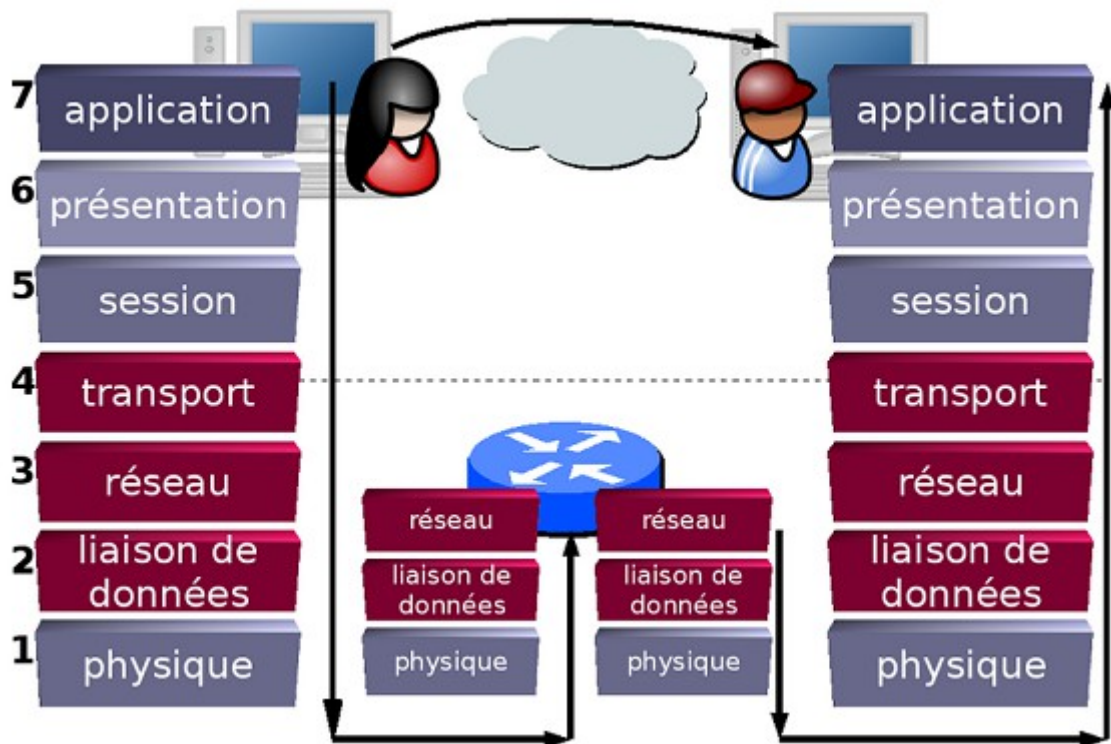 7 application
6 présentation
5 session
4 transport
3 réseau
2 liaison de
données
1 physique
réseau
liaison de
données
physique
réseau
liaison de
données
physique
application
présentation
session
transport
réseau
liaison de
données
physique